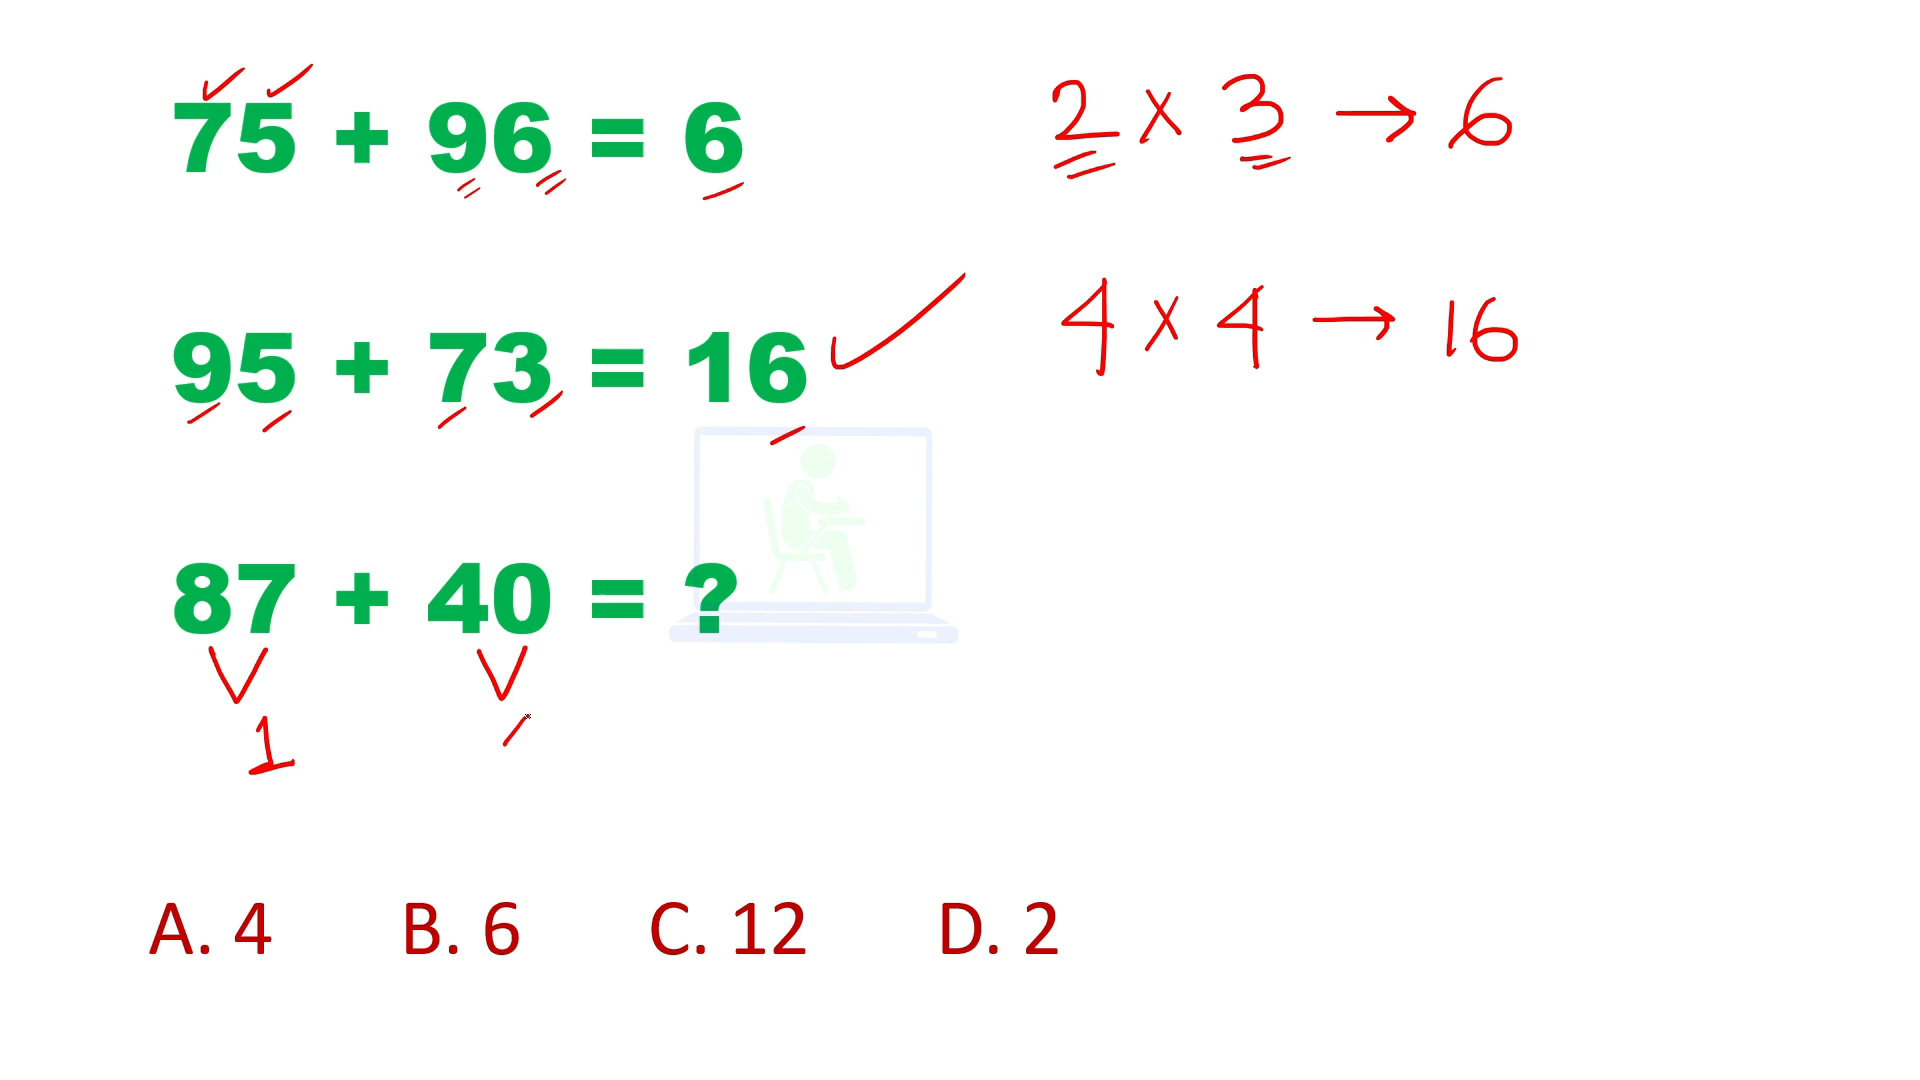 75 + 96 = 6
2 × 3 → 6
95 + 73 = 16
4 × 4 → 16
87 + 40 = ?
1
A. 4 B. 6 C. 12 D. 2